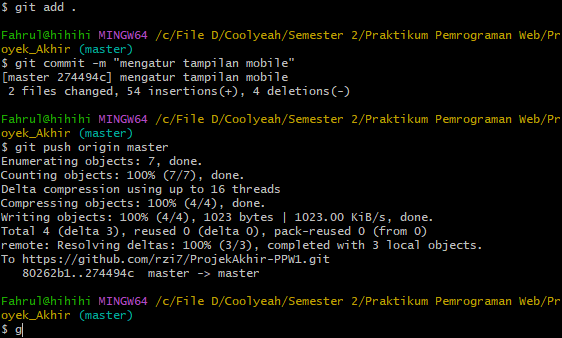 $ git add .
Fahrul@hihihi MINGW64 /c/File D/Coolyeah/Semester 2/Praktikum Pemrograman Web/Pr
oyek_Akhir (master)
$ git commit -m "mengatur tampilan mobile"
[master 274494c] mengatur tampilan mobile
 2 files changed, 54 insertions(+), 4 deletions(-)
Fahrul@hihihi MINGW64 /c/File D/Coolyeah/Semester 2/Praktikum Pemrograman Web/Pr
oyek_Akhir (master)
$ git push origin master
Enumerating objects: 7, done.
Counting objects: 100% (7/7), done.
Delta compression using up to 16 threads
Compressing objects: 100% (4/4), done.
Writing objects: 100% (4/4), 1023 bytes | 1023.00 KiB/s, done.
Total 4 (delta 3), reused 0 (delta 0), pack-reused 0 (from 0)
remote: Resolving deltas: 100% (3/3), completed with 3 local objects.
To https://github.com/rzi7/ProjekAkhir-PPW1.git
   80262b1..274494c  master -> master
Fahrul@hihihi MINGW64 /c/File D/Coolyeah/Semester 2/Praktikum Pemrograman Web/Pr
oyek_Akhir (master)
$ g